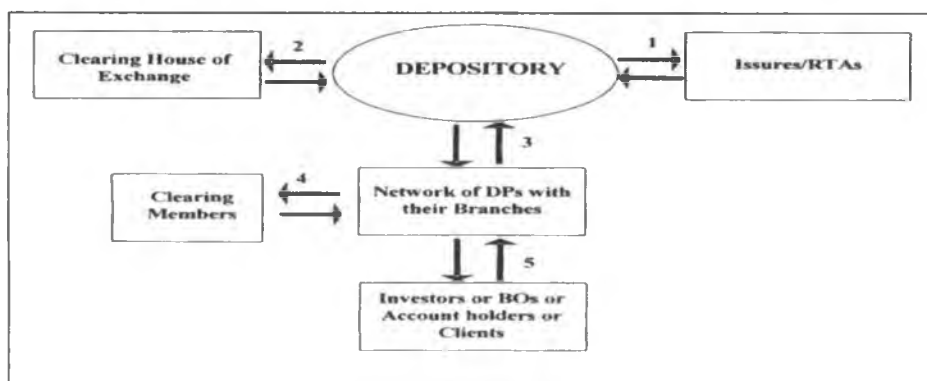 2
1
Clearing House of
Exchange
DEPOSITORY
Issures/RTAs
3
4
Clearing
Members
Network of DPs with
their Branches
5
Investors or BOs or
Account holders or
Clients